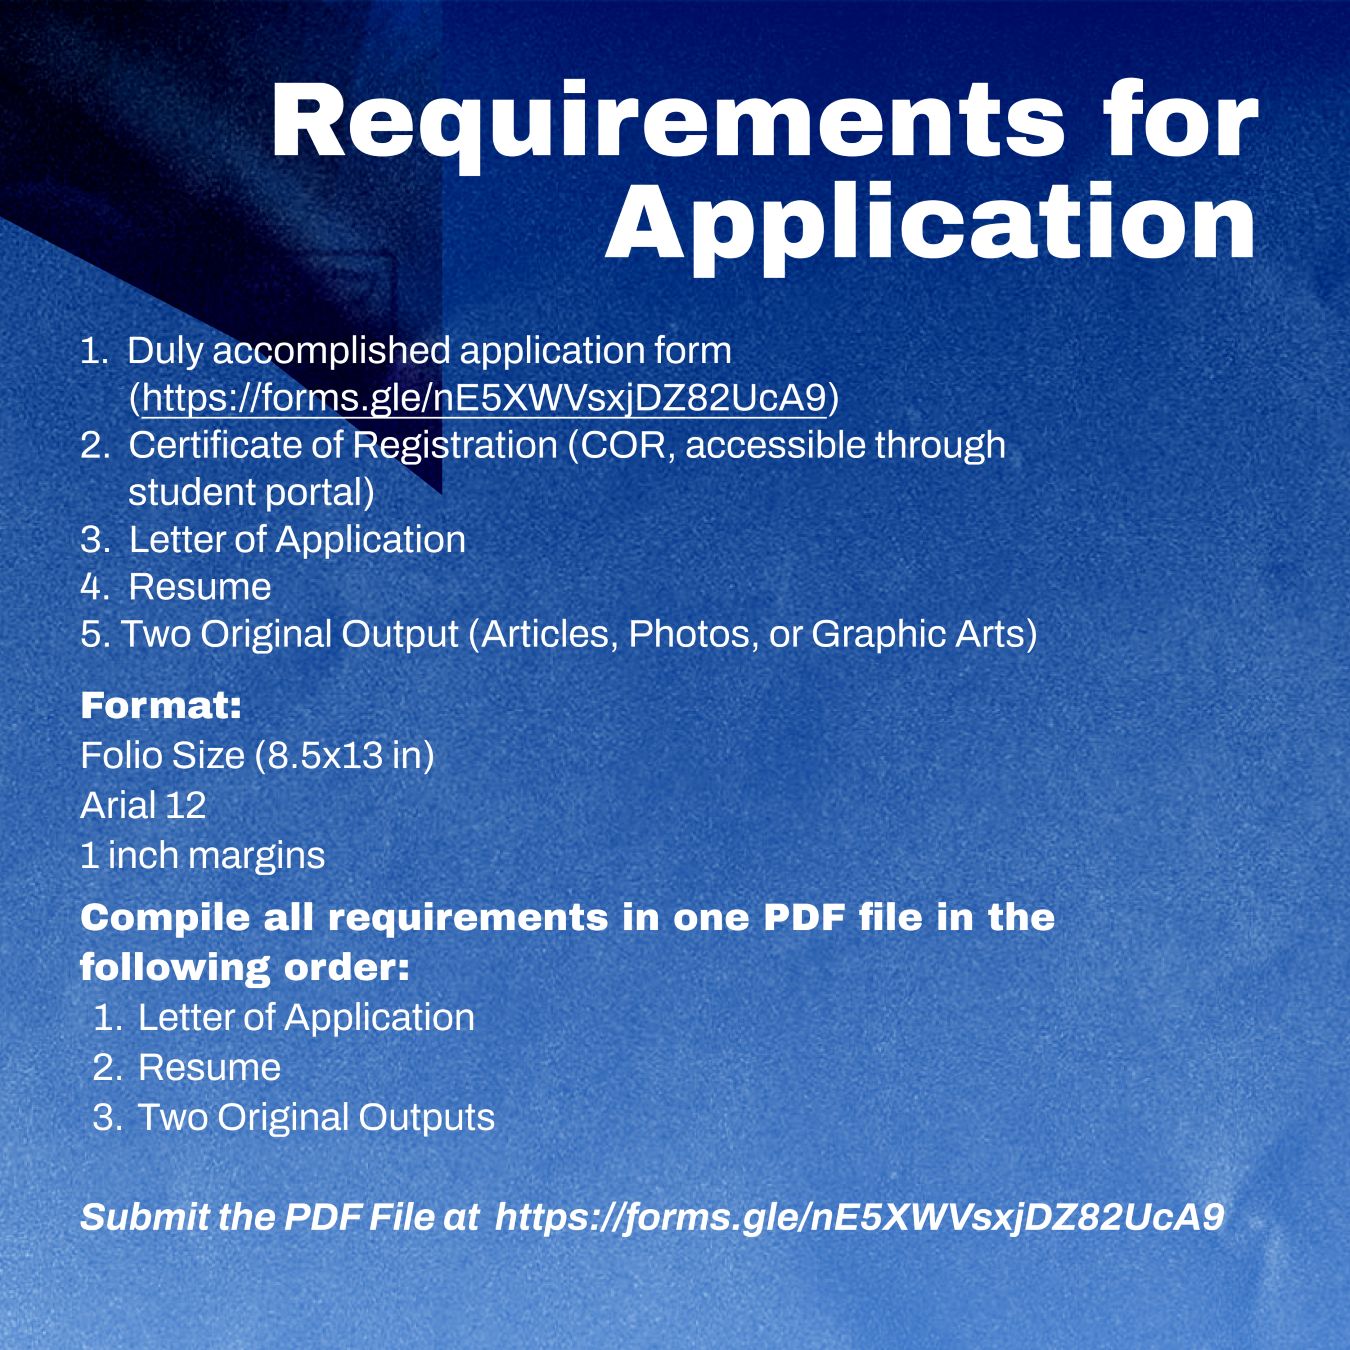 Requirements for
Application
1. Duly accomplished application form
(https://forms.gle/nE5XWVsxjDZ82UcA9)
2. Certificate of Registration (COR, accessible through
student portal)
3. Letter of Application
4. Resume
5. Two Original Output (Articles, Photos, or Graphic Arts)
Format:
Folio Size (8.5x13 in)
Arial 12
1 inch margins
Compile all requirements in one PDF file in the
following order:
1. Letter of Application
2. Resume
3. Two Original Outputs
Submit the PDF File at https://forms.gle/nE5XWVsxjDZ82UcA9